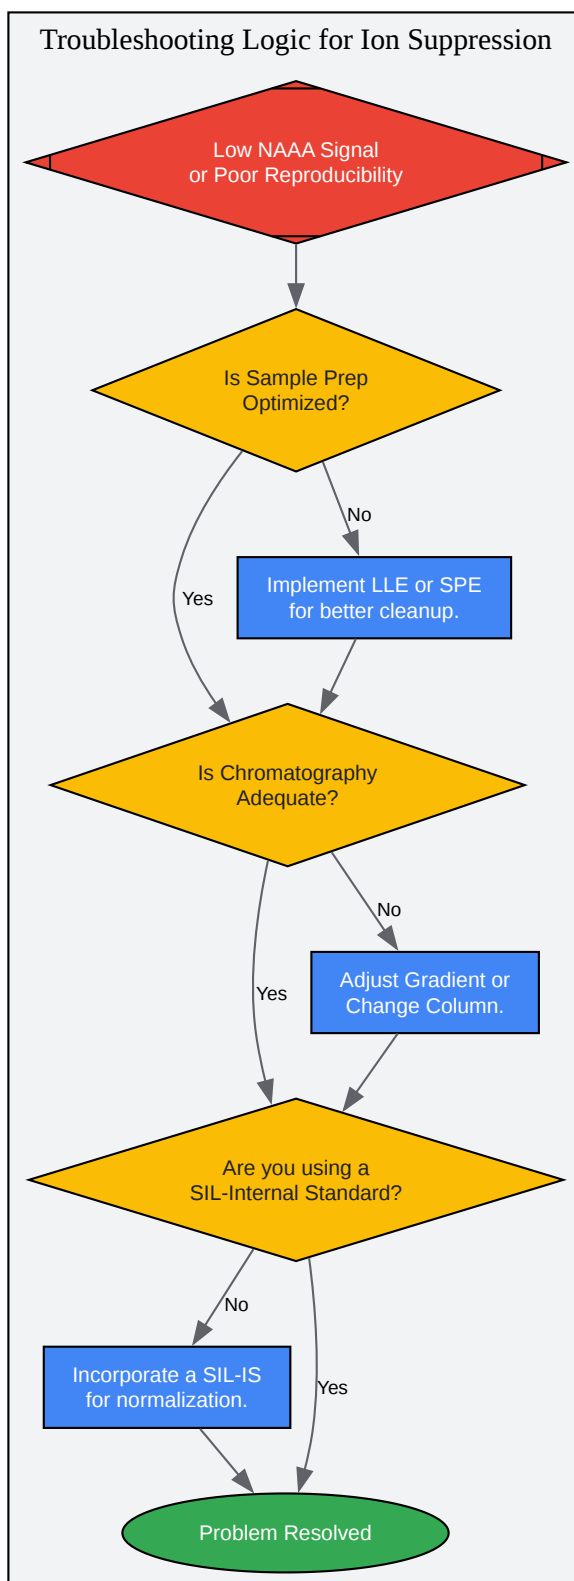 Troubleshooting Logic for Ion Suppression
Low NAAA Signal
or Poor Reproducibility
Is Sample Prep
Optimized?
No
Implement LLE or SPE
for better cleanup.
Yes
Is Chromatography
Adequate?
No
Adjust Gradient or
Change Column.
Yes
Are you using a
SIL-Internal Standard?
No
Incorporate a SIL-IS
for normalization.
Yes
Problem Resolved